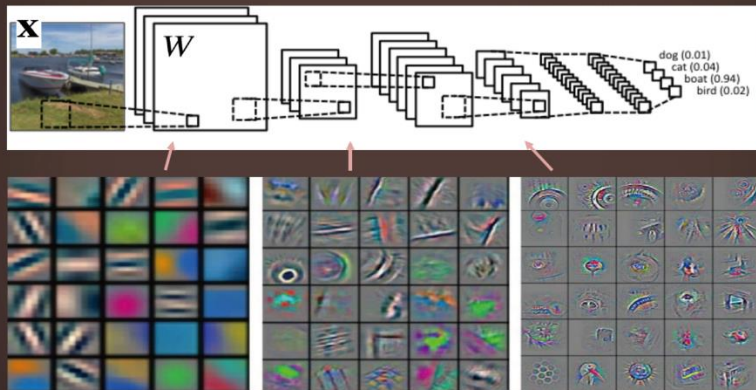 x
W
dog (0.01)
cat (0.04)
boat (0.94)
bird (0.02)